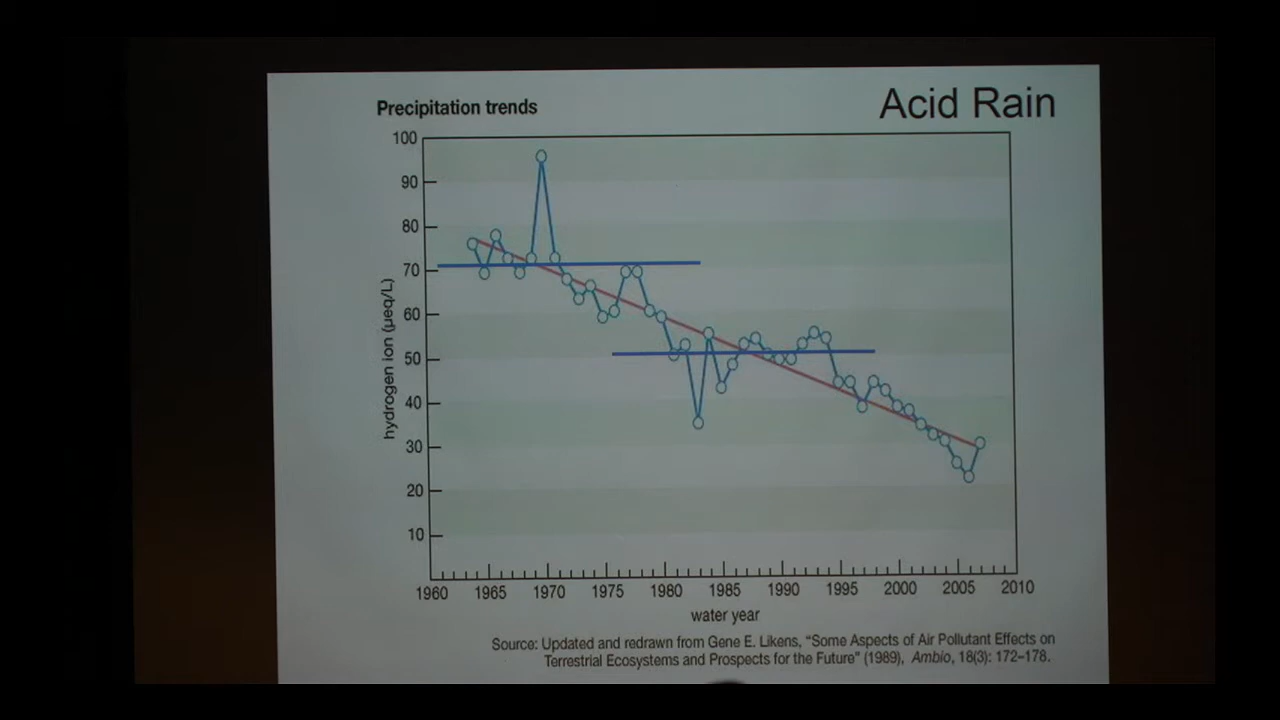 Acid Rain
Precipitation trends
100
90
80
70
60
50
40
30
20
10
hydrogen ion (µeq/L)
1960 1965 1970 1975 1980 1985 1990 1995 2000 2005 2010
water year
Source: Updated and redrawn from Gene E. Likens, "Some Aspects of Air Pollutant Effects on
Terrestrial Ecosystems and Prospects for the Future" (1989), Ambio, 18(3): 172–178.